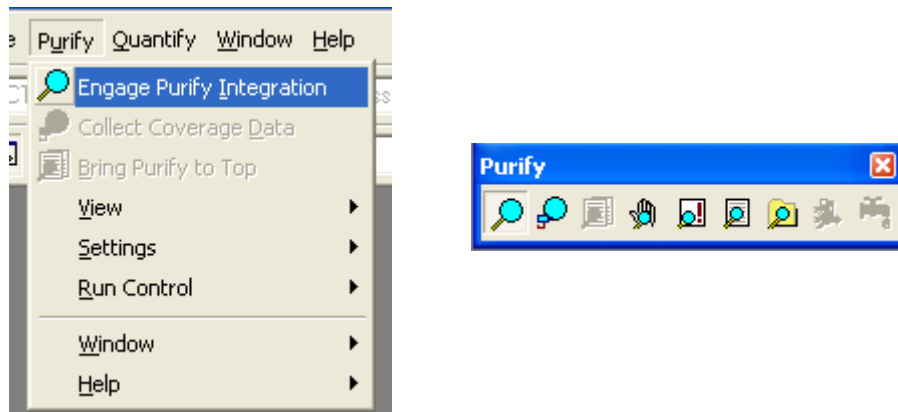 Purify Quantify Window Help
Engage Purify Integration
Collect Coverage Data
Bring Purify to Top
View
Settings
Run Control
Window
Help
Purify